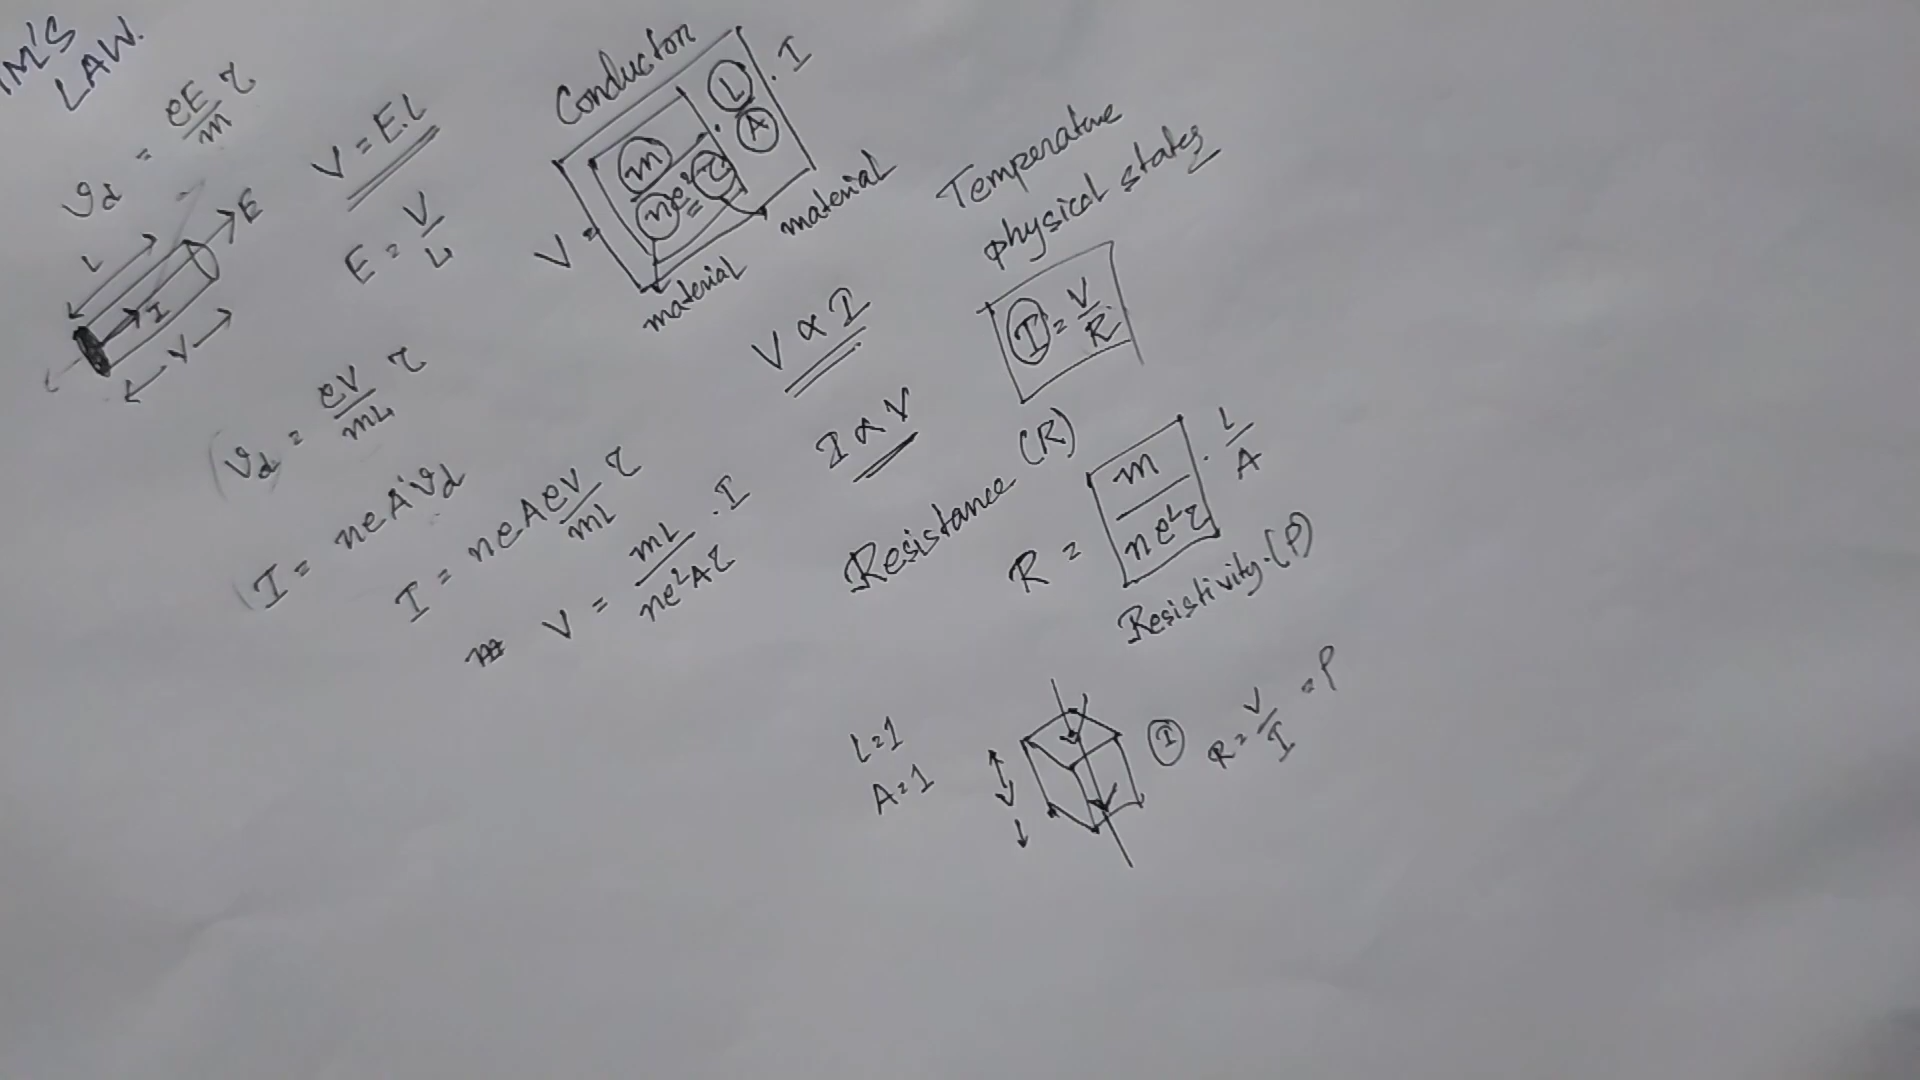 M'S
LAW.
vd = eE/m τ
L
E
I
V
V = E.L
E = V/L
vd = eV/mL τ
I = neAvd
I = neAeV/mL τ
V = mL/ne²Aτ . I
Conductor
V = m/ne²τ . L/A . I
material
material
V ∝ I
I ∝ V
Temperature
physical states
I = V/R
Resistance (R)
R = m/ne²τ . L/A
Resistivity. (ρ)
L=1
A=1
I
R = V/I = ρ